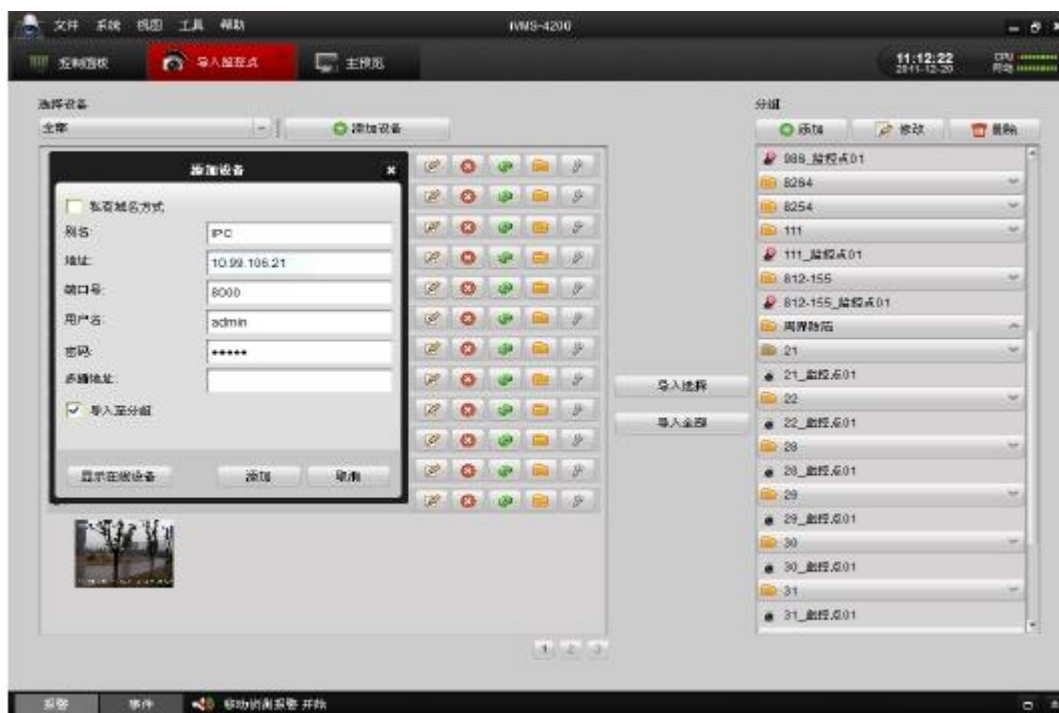 文件 系统 视图 工具 帮助
iVMS-4200
控制面板
导入监控点
主预览
11:12:22
2011-12-20
CPU
网络
选择设备
全部
添加设备
添加设备
私有域名方式
别名:
IPC
地址:
10.99.106.21
端口号:
8000
用户名:
admin
密码:
•••••
多播地址:
导入至分组
显示在线设备
添加
取消
导入选择
导入全部
1 2 3
分组
添加
修改
删除
988_监控点01
8264
8254
111
111_监控点01
812-155
812-155_监控点01
周界防范
21
21_监控点01
22
22_监控点01
28
28_监控点01
29
29_监控点01
30
30_监控点01
31
31_监控点01
报警
事件
移动侦测报警 开始